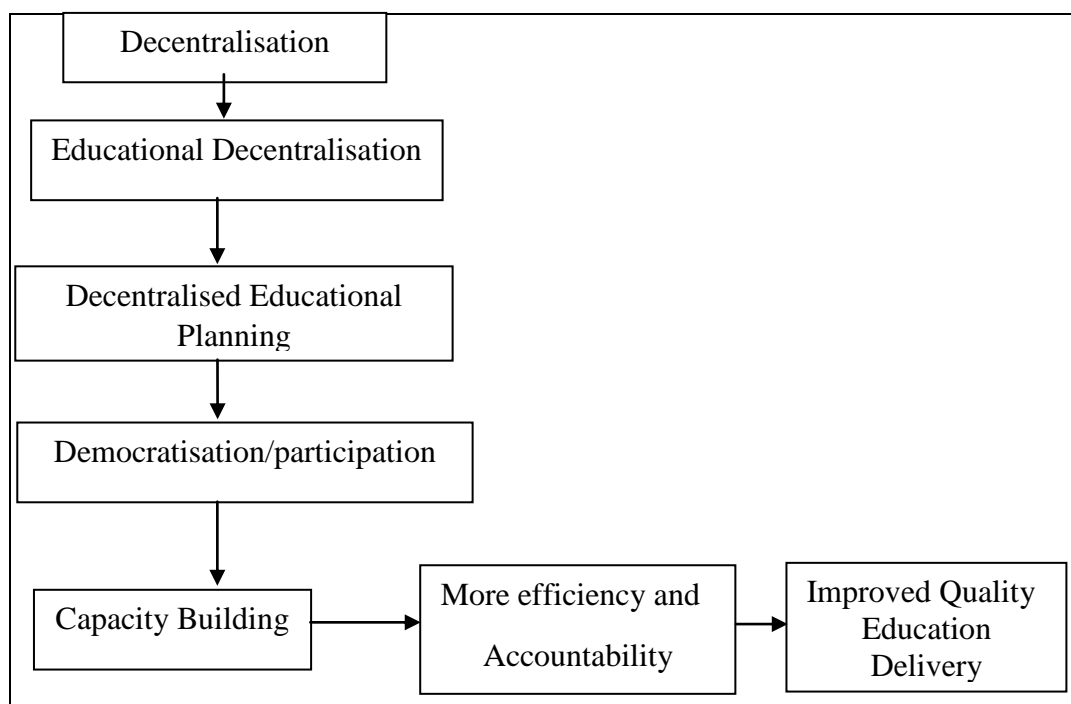 Decentralisation
Educational Decentralisation
Decentralised Educational
Planning
Democratisation/participation
Capacity Building
More efficiency and
Accountability
Improved Quality
Education
Delivery